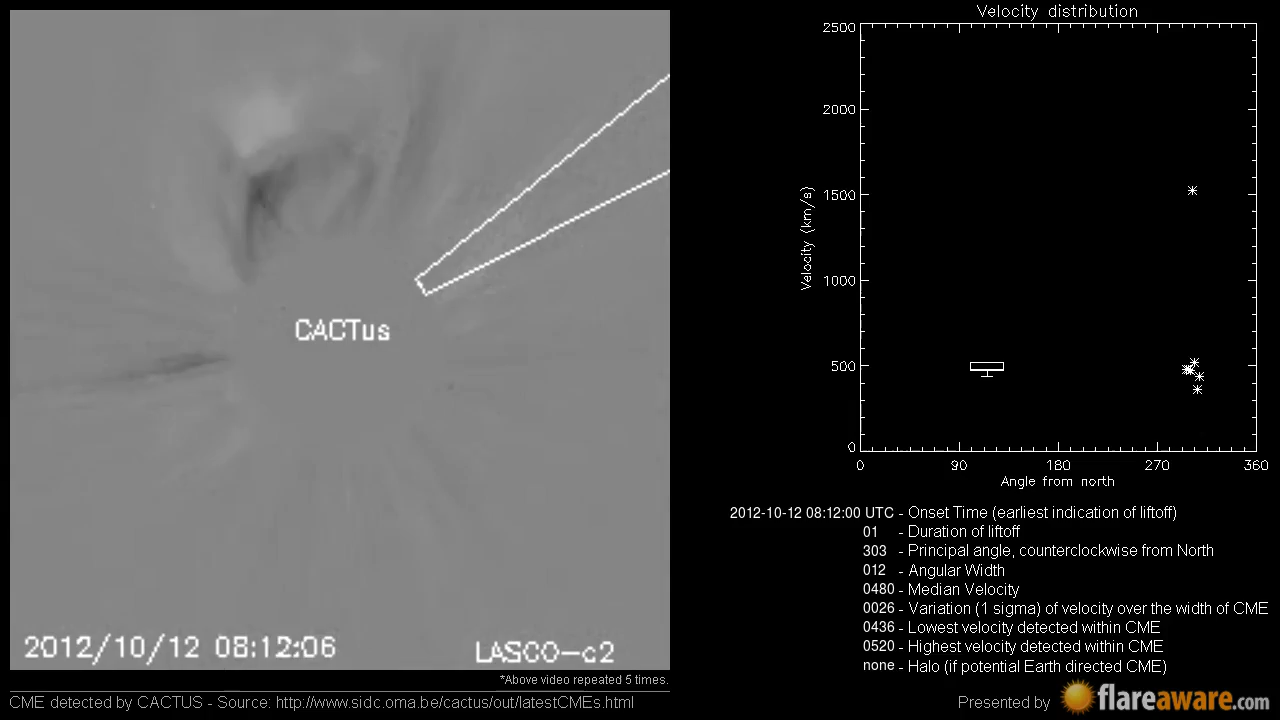 Velocity distribution
2500
2000
1500
1000
500
0
Velocity (km/s)
0 90 180 270 360
Angle from north
CACTus
2012/10/12 08:12:06
LASCO-c2
*Above video repeated 5 times.
2012-10-12 08:12:00 UTC - Onset Time (earliest indication of liftoff)
01 - Duration of liftoff
303 - Principal angle, counterclockwise from North
012 - Angular Width
0480 - Median Velocity
0026 - Variation (1 sigma) of velocity over the width of CME
0436 - Lowest velocity detected within CME
0520 - Highest velocity detected within CME
none - Halo (if potential Earth directed CME)
CME detected by CACTUS - Source: http://www.sidc.oma.be/cactus/out/latestCMEs.html
Presented by flareaware.com